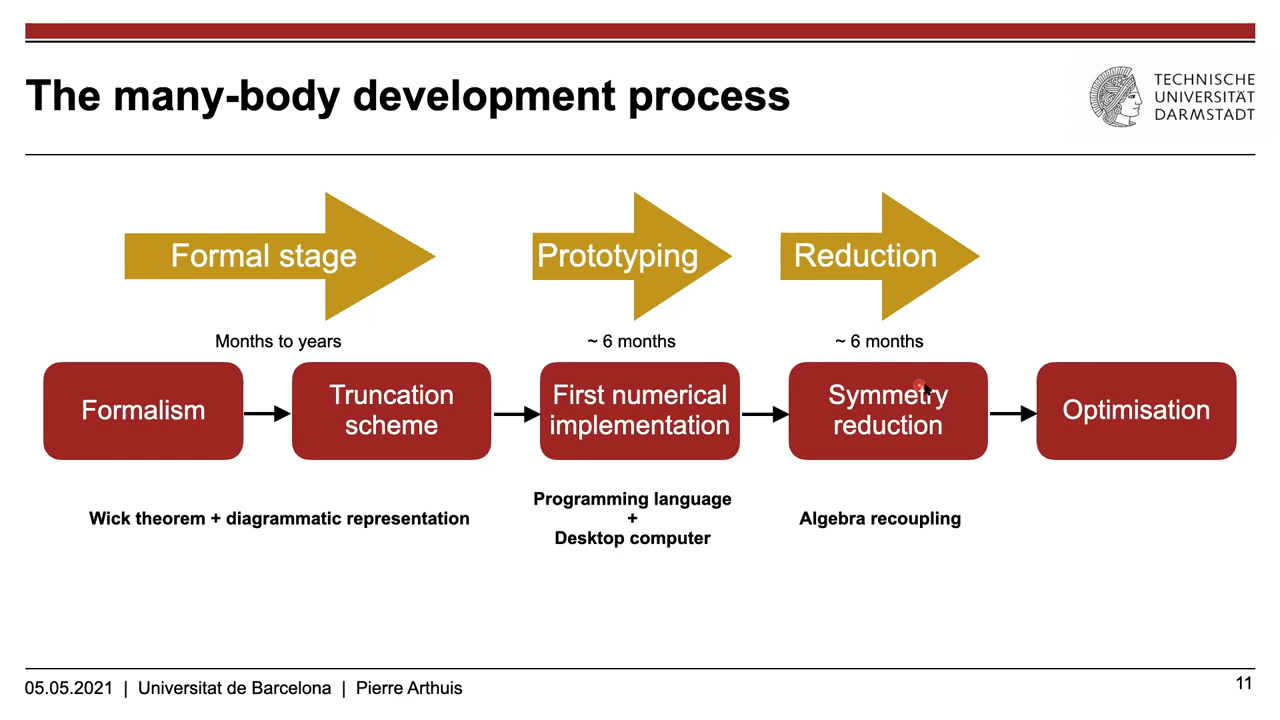 The many-body development process
TECHNISCHE
UNIVERSITÄT
DARMSTADT
Formal stage
Prototyping
Reduction
Months to years
~ 6 months
~ 6 months
Formalism
Truncation
scheme
First numerical
implementation
Symmetry
reduction
Optimisation
Wick theorem + diagrammatic representation
Programming language
+
Desktop computer
Algebra recoupling
05.05.2021 | Universitat de Barcelona | Pierre Arthuis
11